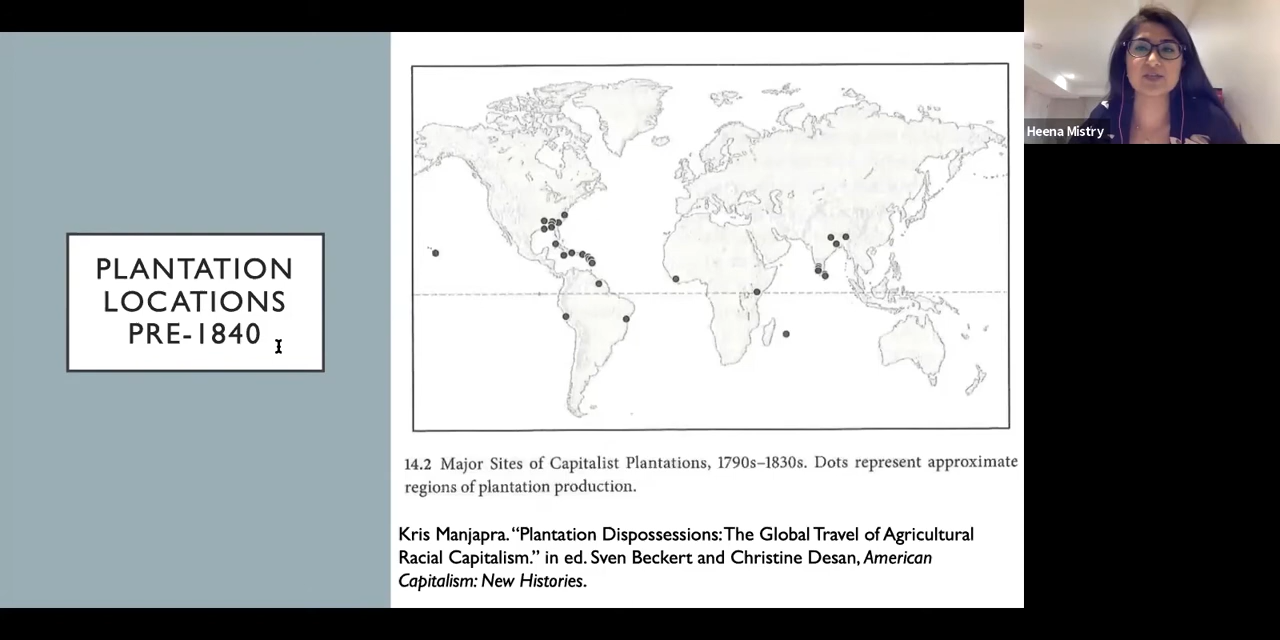 PLANTATION
LOCATIONS
PRE-1840
14.2 Major Sites of Capitalist Plantations, 1790s–1830s. Dots represent approximate
regions of plantation production.
Kris Manjapra. “Plantation Dispossessions: The Global Travel of Agricultural
Racial Capitalism.” in ed. Sven Beckert and Christine Desan, American
Capitalism: New Histories.
Heena Mistry